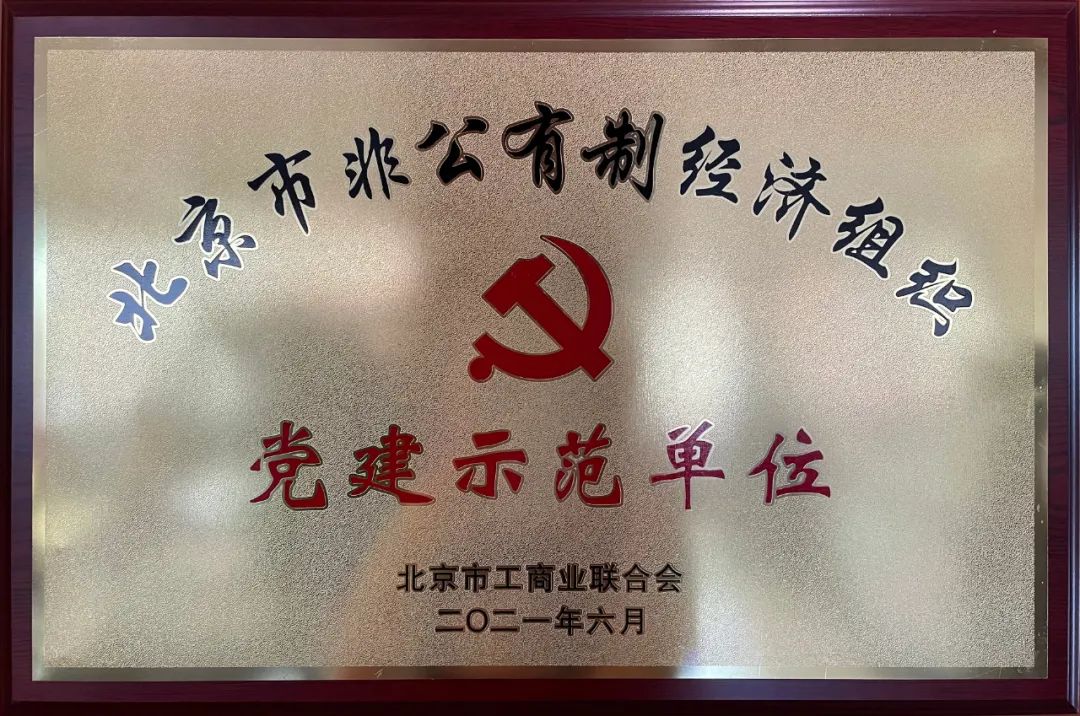 北京市非公有制经济组织
党建示范单位
北京市工商业联合会
二〇二一年六月